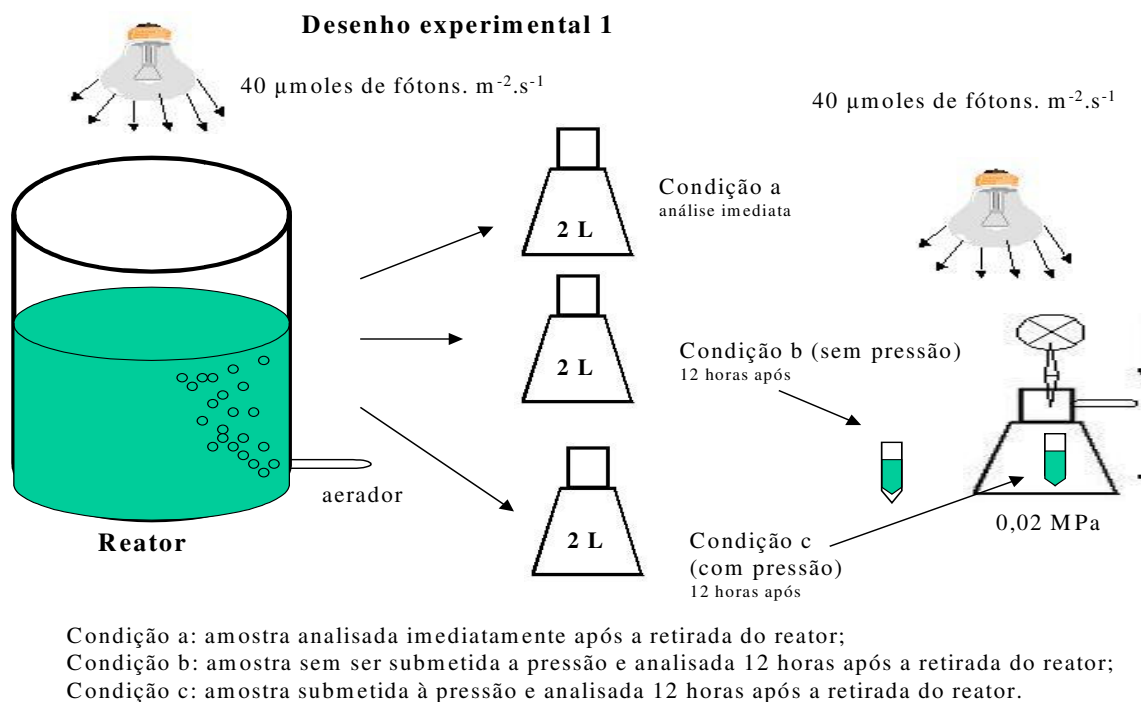 Desenho experimental 1
40 µmoles de fótons. m⁻².s⁻¹
40 µmoles de fótons. m⁻².s⁻¹
Condição a
análise imediata
2 L
2 L
Condição b (sem pressão)
12 horas após
aerador
Reator
2 L
Condição c
(com pressão)
12 horas após
0,02 MPa
Condição a: amostra analisada imediatamente após a retirada do reator;
Condição b: amostra sem ser submetida a pressão e analisada 12 horas após a retirada do reator;
Condição c: amostra submetida à pressão e analisada 12 horas após a retirada do reator.